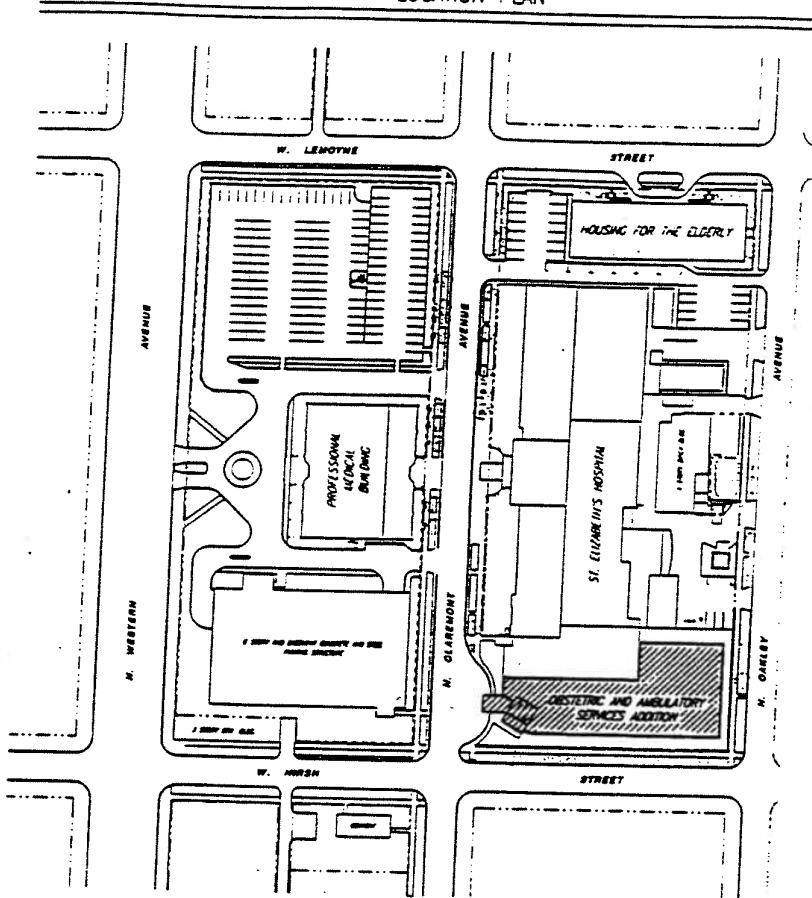 LOCATION PLAN
W. LEMOYNE
STREET
HOUSING FOR THE ELDERLY
AVENUE
AVENUE
AVENUE
PROFESSIONAL
MEDICAL
BUILDING
ST. ELIZABETH'S HOSPITAL
N. WESTERN
N. CLAREMONT
N. OAKLEY
OBSTETRIC AND AMBULATORY
SERVICES ADDITION
W. HIRSH
STREET